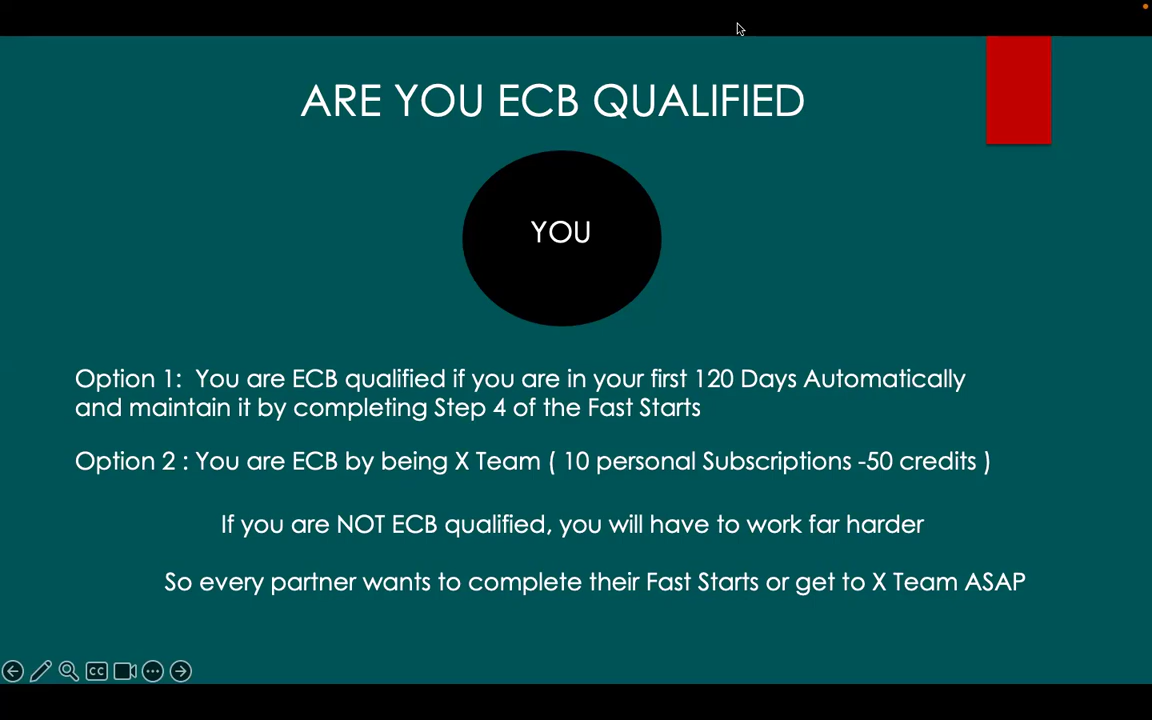 ARE YOU ECB QUALIFIED
YOU
Option 1:  You are ECB qualified if you are in your first 120 Days Automatically
and maintain it by completing Step 4 of the Fast Starts
Option 2 : You are ECB by being X Team ( 10 personal Subscriptions -50 credits )
If you are NOT ECB qualified, you will have to work far harder
So every partner wants to complete their Fast Starts or get to X Team ASAP
CC